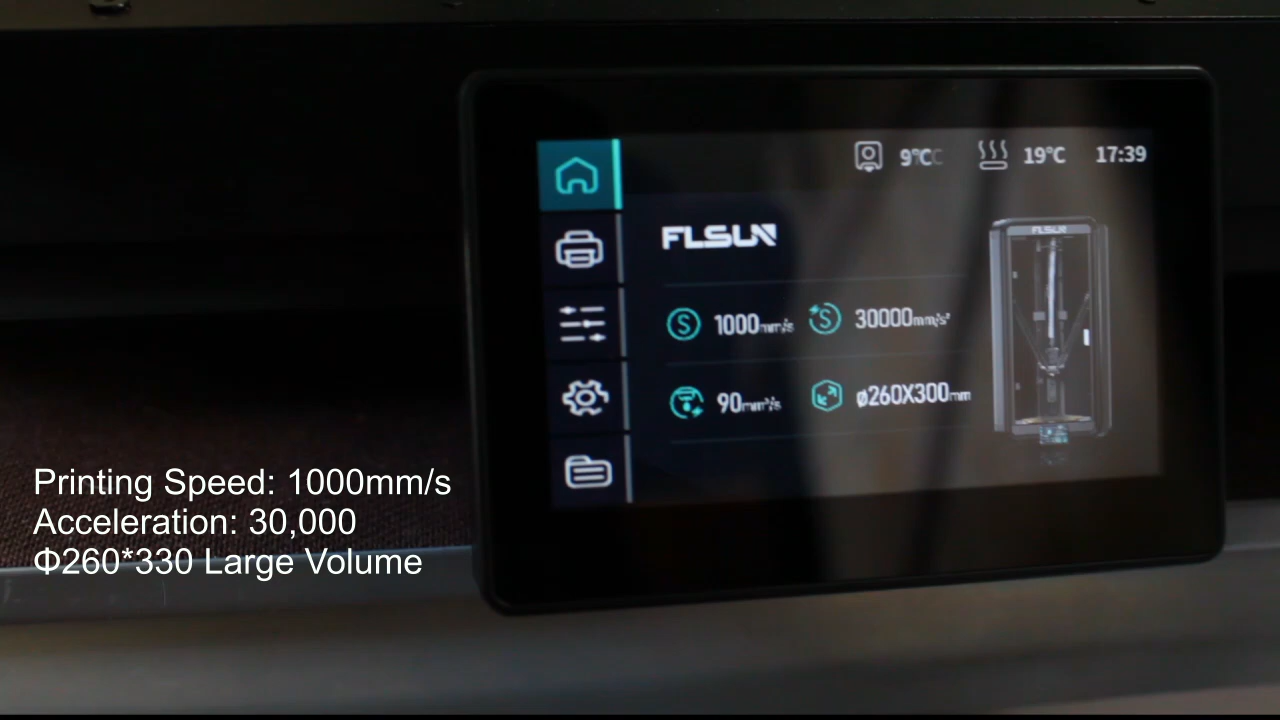 9℃
19℃
17:39
FLSUN
FLSUN
1000mm/s
30000mm/s²
90mm³/s
ø260X300mm
Printing Speed: 1000mm/s
Acceleration: 30,000
Φ260*330 Large Volume